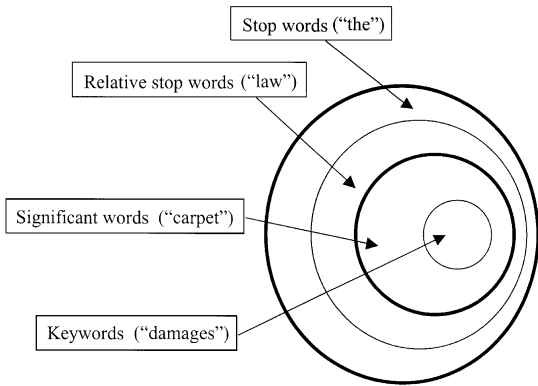 Stop words (“the”)
Relative stop words (“law”)
Significant words (“carpet”)
Keywords (“damages”)